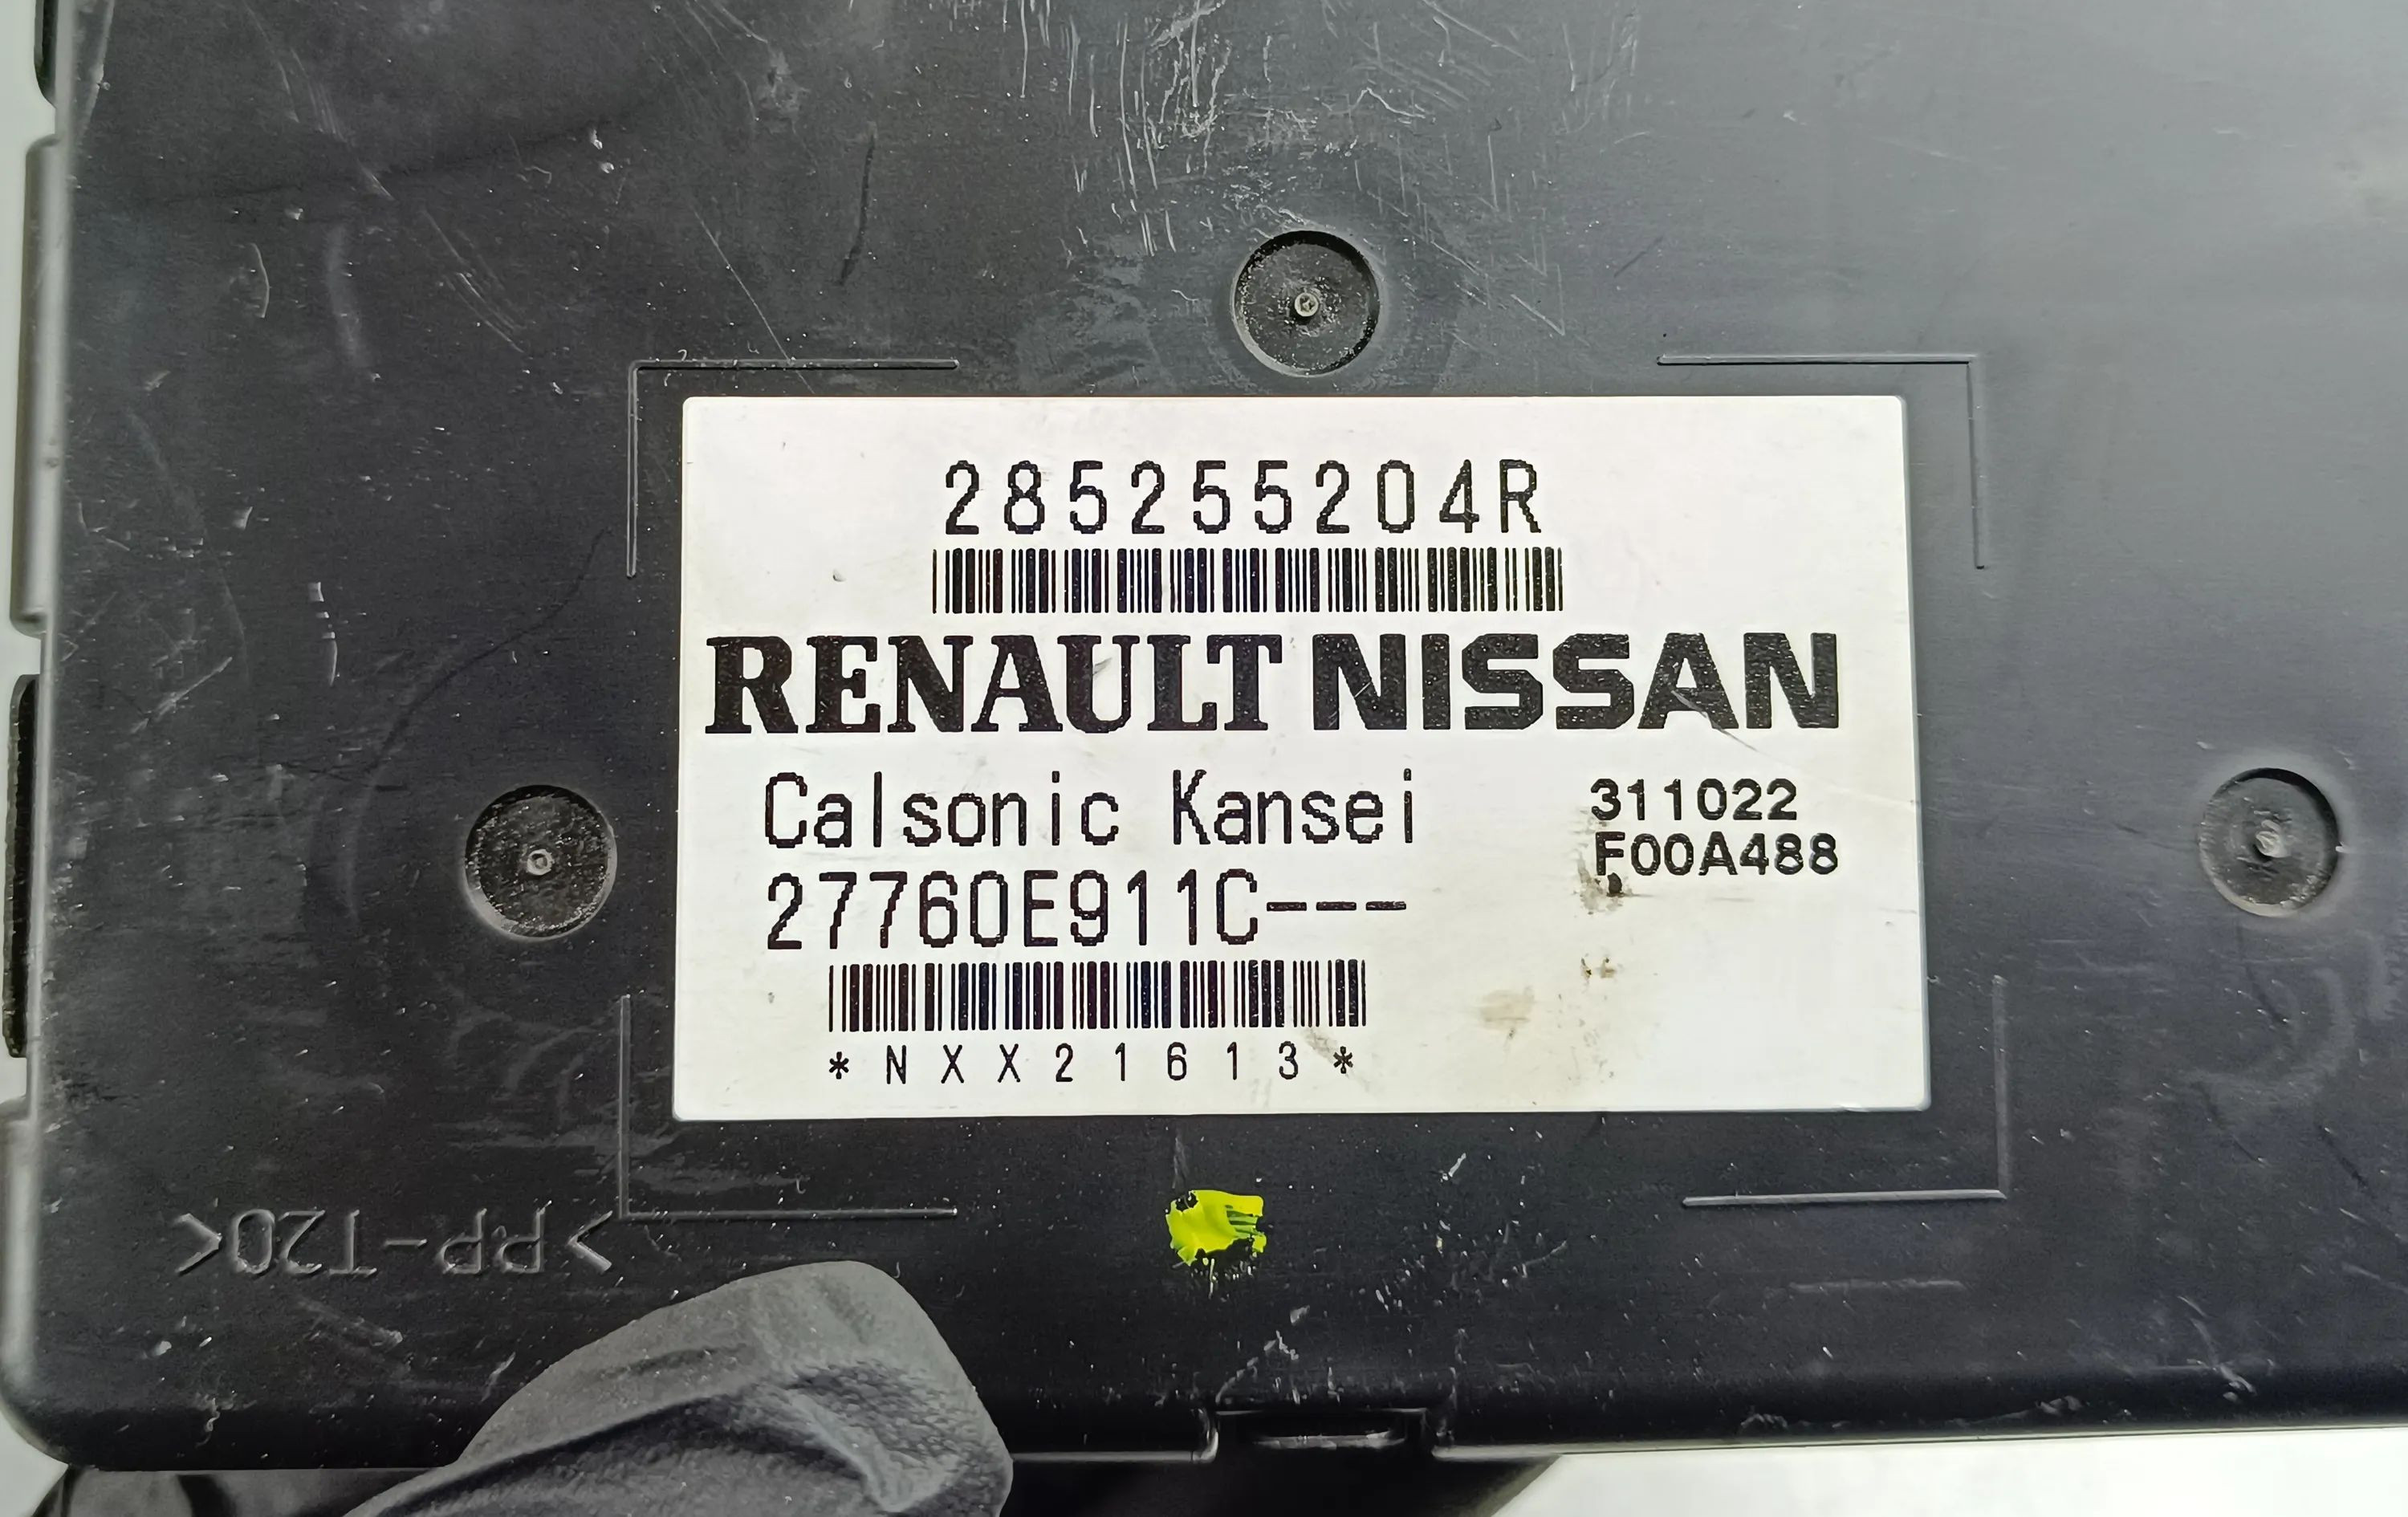 285255204R
RENAULT NISSAN
Calsonic Kansei
311022
27760E911C---
F00A488
*NXX21613*
>PP-T20<